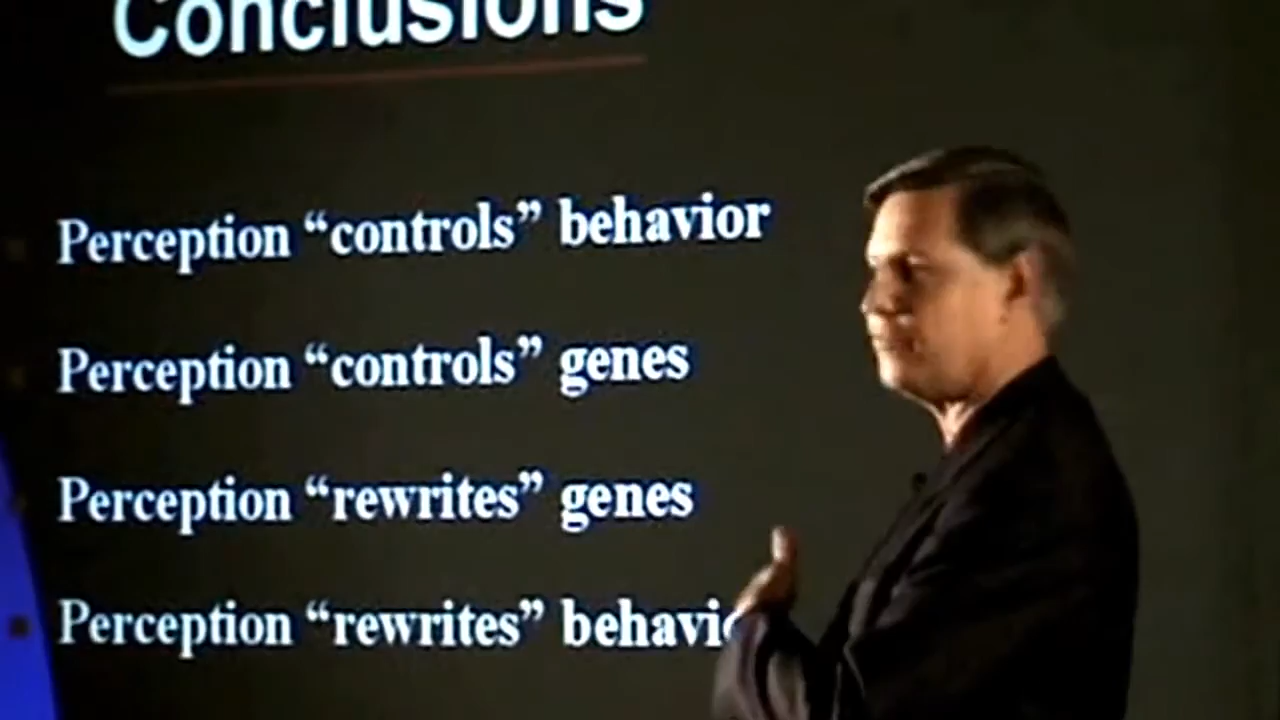 Conclusions
Perception “controls” behavior
Perception “controls” genes
Perception “rewrites” genes
Perception “rewrites”